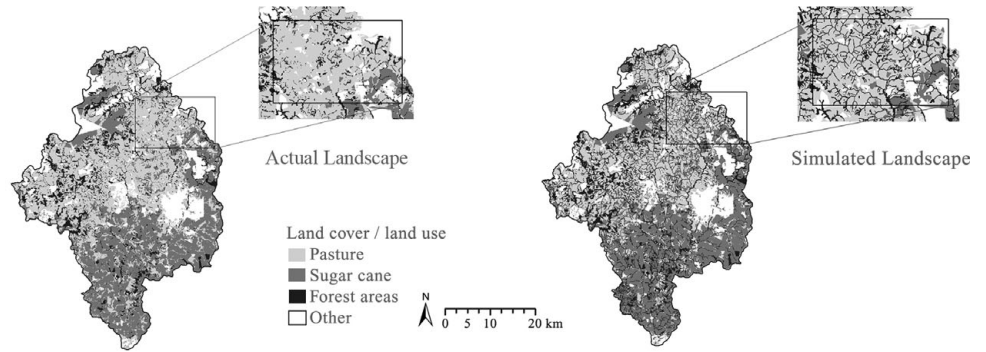 Actual Landscape
Simulated Landscape
Land cover / land use
Pasture
Sugar cane
Forest areas
Other
N
0 5 10 20 km